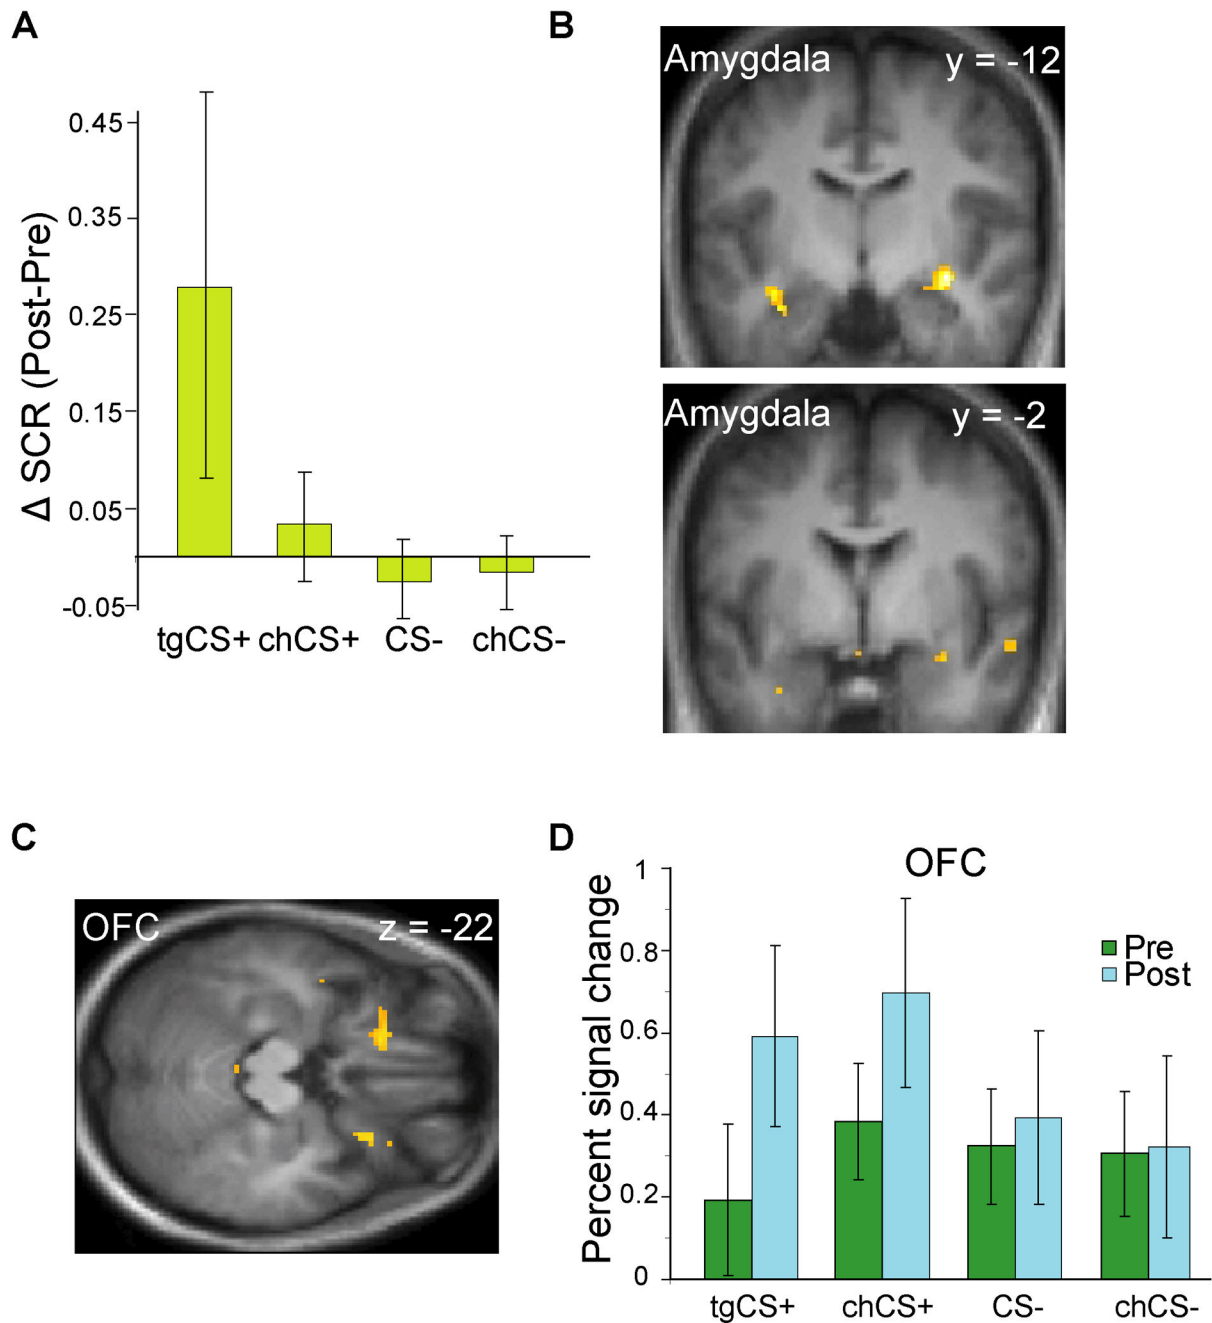 A
Δ SCR (Post-Pre)
0.45
0.35
0.25
0.15
0.05
-0.05
tgCS+ chCS+ CS- chCS-
B
Amygdala y = -12
Amygdala y = -2
C
OFC z = -22
D
OFC
Percent signal change
1
0.8
0.6
0.4
0.2
0
Pre
Post
tgCS+ chCS+ CS- chCS-